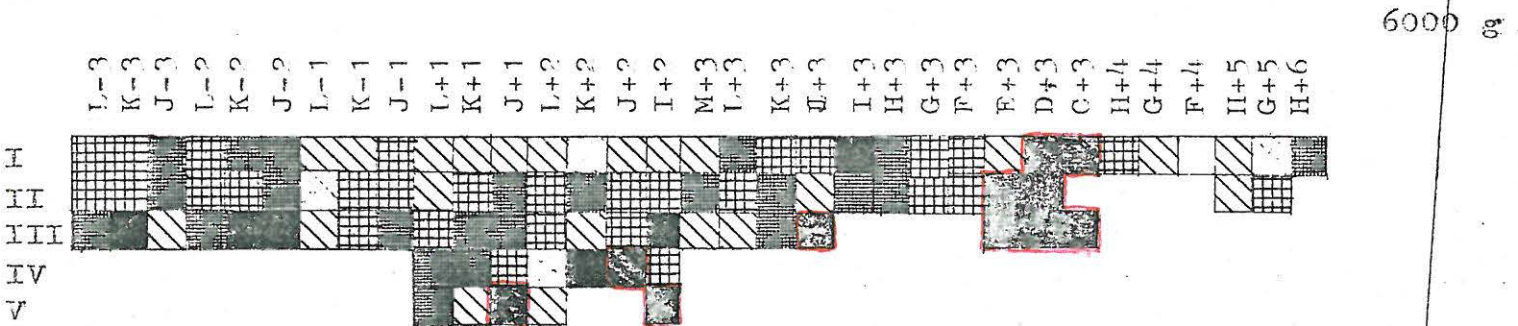 6000 g
L-3 K-3 J-3 L-2 K-2 J-2 L-1 K-1 J-1 L+1 K+1 J+1 L+2 K+2 J+2 I+2 M+3 L+3 K+3 I+3 H+3 G+3 F+3 E+3 D+3 C+3 H+4 G+4 F+4 H+5 G+5 H+6
I
II
III
IV
V